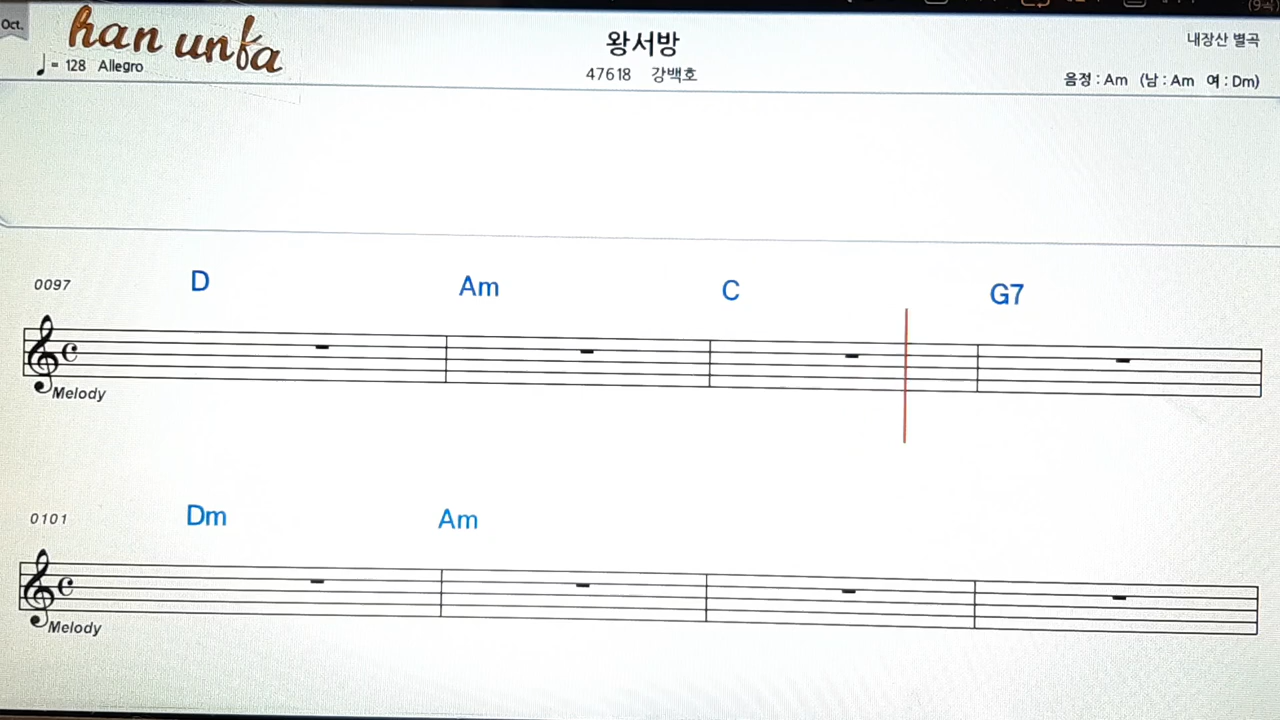 Oct.
han unfa
♩ = 128 Allegro
왕서방
47618 강백호
내장산 별곡
음정 : Am (남 : Am 여 : Dm)
0097
D Am C G7
Melody
0101
Dm Am
Melody